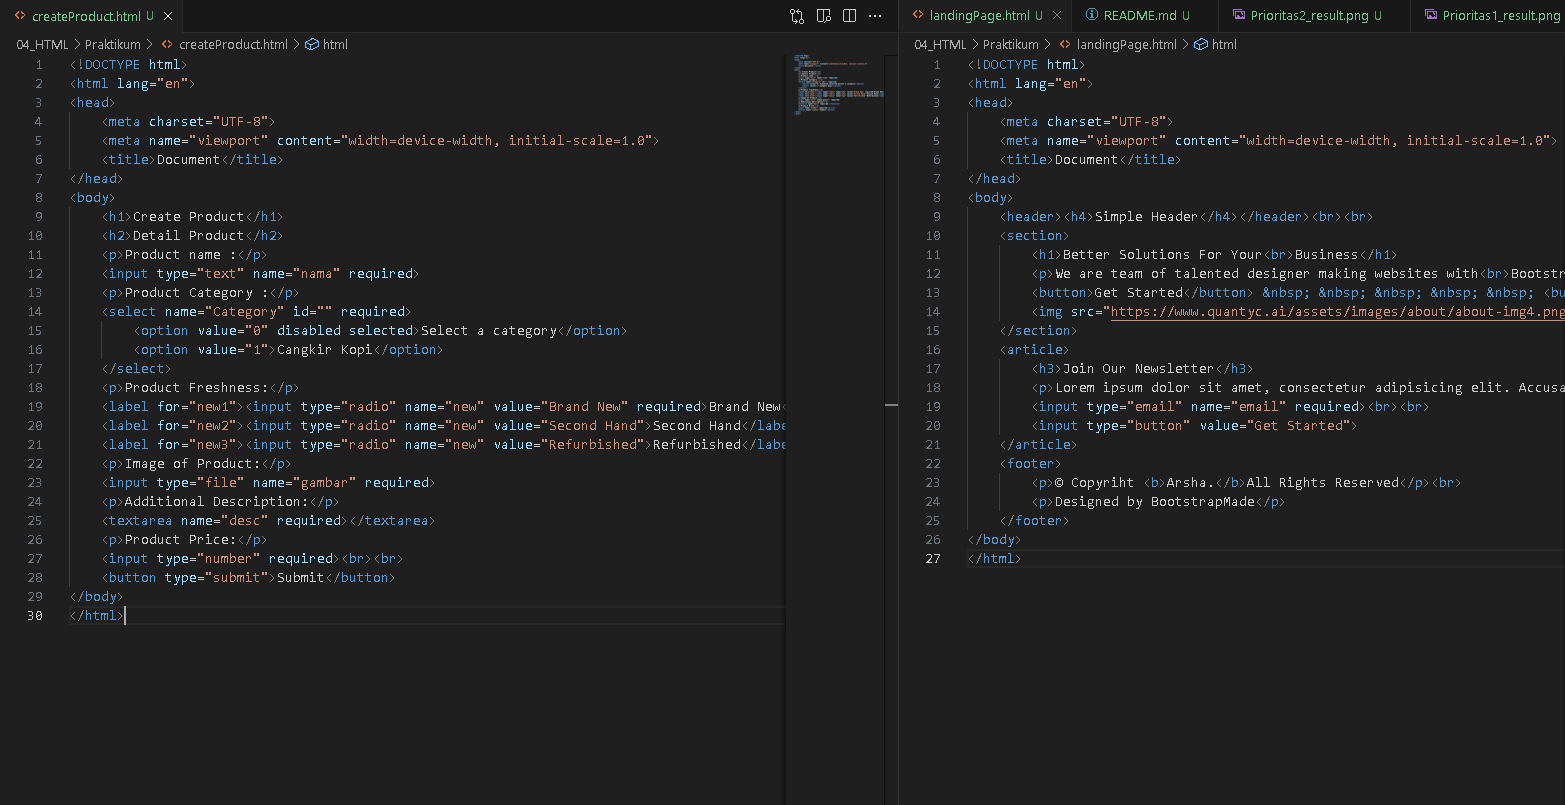 createProduct.html U
04_HTML > Praktikum > createProduct.html > html
1 <!DOCTYPE html>
2 <html lang="en">
3 <head>
4 <meta charset="UTF-8">
5 <meta name="viewport" content="width=device-width, initial-scale=1.0">
6 <title>Document</title>
7 </head>
8 <body>
9 <h1>Create Product</h1>
10 <h2>Detail Product</h2>
11 <p>Product name :</p>
12 <input type="text" name="nama" required>
13 <p>Product Category :</p>
14 <select name="Category" id="" required>
15 <option value="0" disabled selected>Select a category</option>
16 <option value="1">Cangkir Kopi</option>
17 </select>
18 <p>Product Freshness:</p>
19 <label for="new1"><input type="radio" name="new" value="Brand New" required>Brand New<
20 <label for="new2"><input type="radio" name="new" value="Second Hand">Second Hand</labe
21 <label for="new3"><input type="radio" name="new" value="Refurbished">Refurbished</labe
22 <p>Image of Product:</p>
23 <input type="file" name="gambar" required>
24 <p>Additional Description:</p>
25 <textarea name="desc" required></textarea>
26 <p>Product Price:</p>
27 <input type="number" required><br><br>
28 <button type="submit">Submit</button>
29 </body>
30 </html>
landingPage.html U README.md U Prioritas2_result.png U Prioritas1_result.png
04_HTML > Praktikum > landingPage.html > html
1 <!DOCTYPE html>
2 <html lang="en">
3 <head>
4 <meta charset="UTF-8">
5 <meta name="viewport" content="width=device-width, initial-scale=1.0">
6 <title>Document</title>
7 </head>
8 <body>
9 <header><h4>Simple Header</h4></header><br><br>
10 <section>
11 <h1>Better Solutions For Your<br>Business</h1>
12 <p>We are team of talented designer making websites with<br>Bootstr
13 <button>Get Started</button> &nbsp; &nbsp; &nbsp; &nbsp; &nbsp; <bu
14 <img src="https://www.quantyc.ai/assets/images/about/about-img4.png
15 </section>
16 <article>
17 <h3>Join Our Newsletter</h3>
18 <p>Lorem ipsum dolor sit amet, consectetur adipisicing elit. Accusa
19 <input type="email" name="email" required><br><br>
20 <input type="button" value="Get Started">
21 </article>
22 <footer>
23 <p>© Copyriht <b>Arsha.</b>All Rights Reserved</p><br>
24 <p>Designed by BootstrapMade</p>
25 </footer>
26 </body>
27 </html>